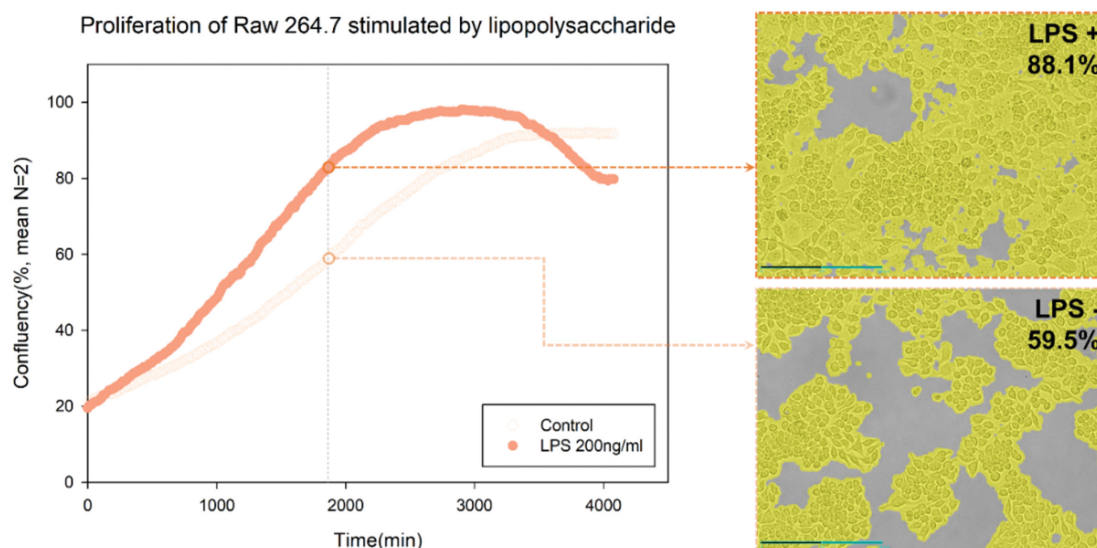 Proliferation of Raw 264.7 stimulated by lipopolysaccharide
Confluency(%, mean N=2)
100
80
60
40
20
0
0 1000 2000 3000 4000
Time(min)
Control
LPS 200ng/ml
LPS +
88.1%
LPS -
59.5%